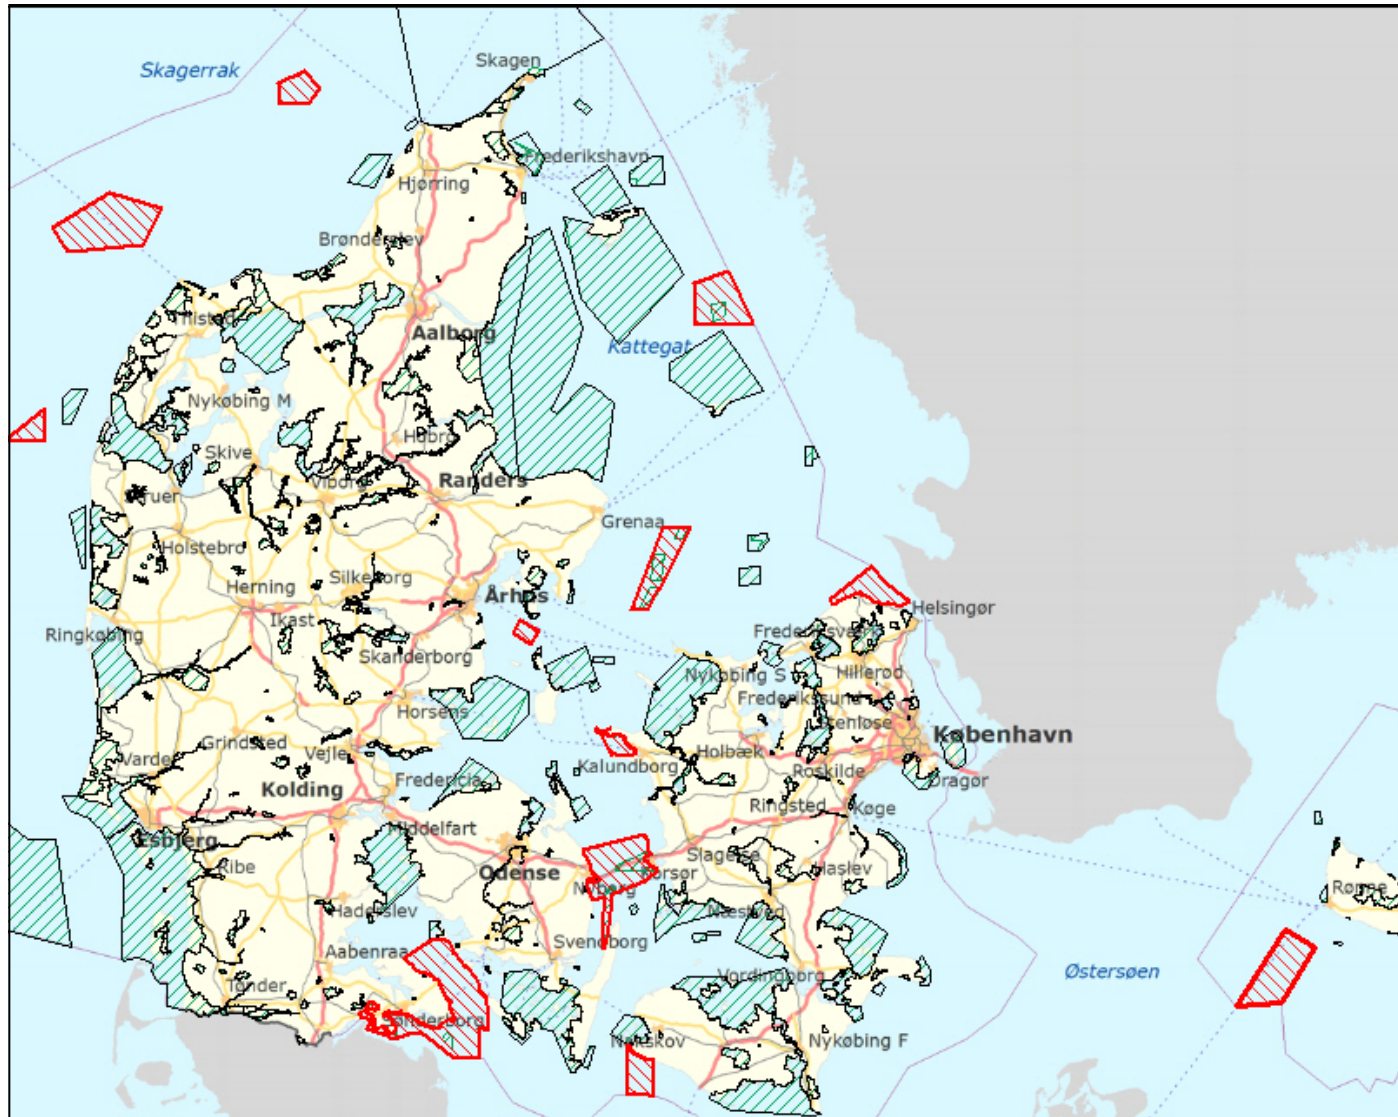 Skagen
Skagerrak
Frederikshavn
Hjørring
Brønderslev
Thisted
Aalborg
Kattegat
Nykøbing M
Hobro
Skive
Viborg
Randers
Struer
Grenaa
Holstebro
Silkeborg
Herning
Århus
Ikast
Helsingør
Ringkøbing
Frederiksværk
Skanderborg
Nykøbing S
Hillerød
Frederikssund
Horsens
Stenløse
København
Grindsted
Vejle
Holbæk
Varde
Kalundborg
Roskilde
Fredericia
Dragør
Kolding
Ringsted
Køge
Middelfart
Esbjerg
Slagelse
Ribe
Odense
Korsør
Haslev
Nyborg
Rønne
Haderslev
Næstved
Svendborg
Aabenraa
Vordingborg
Østersøen
Tønder
Sønderborg
Nakskov
Nykøbing F